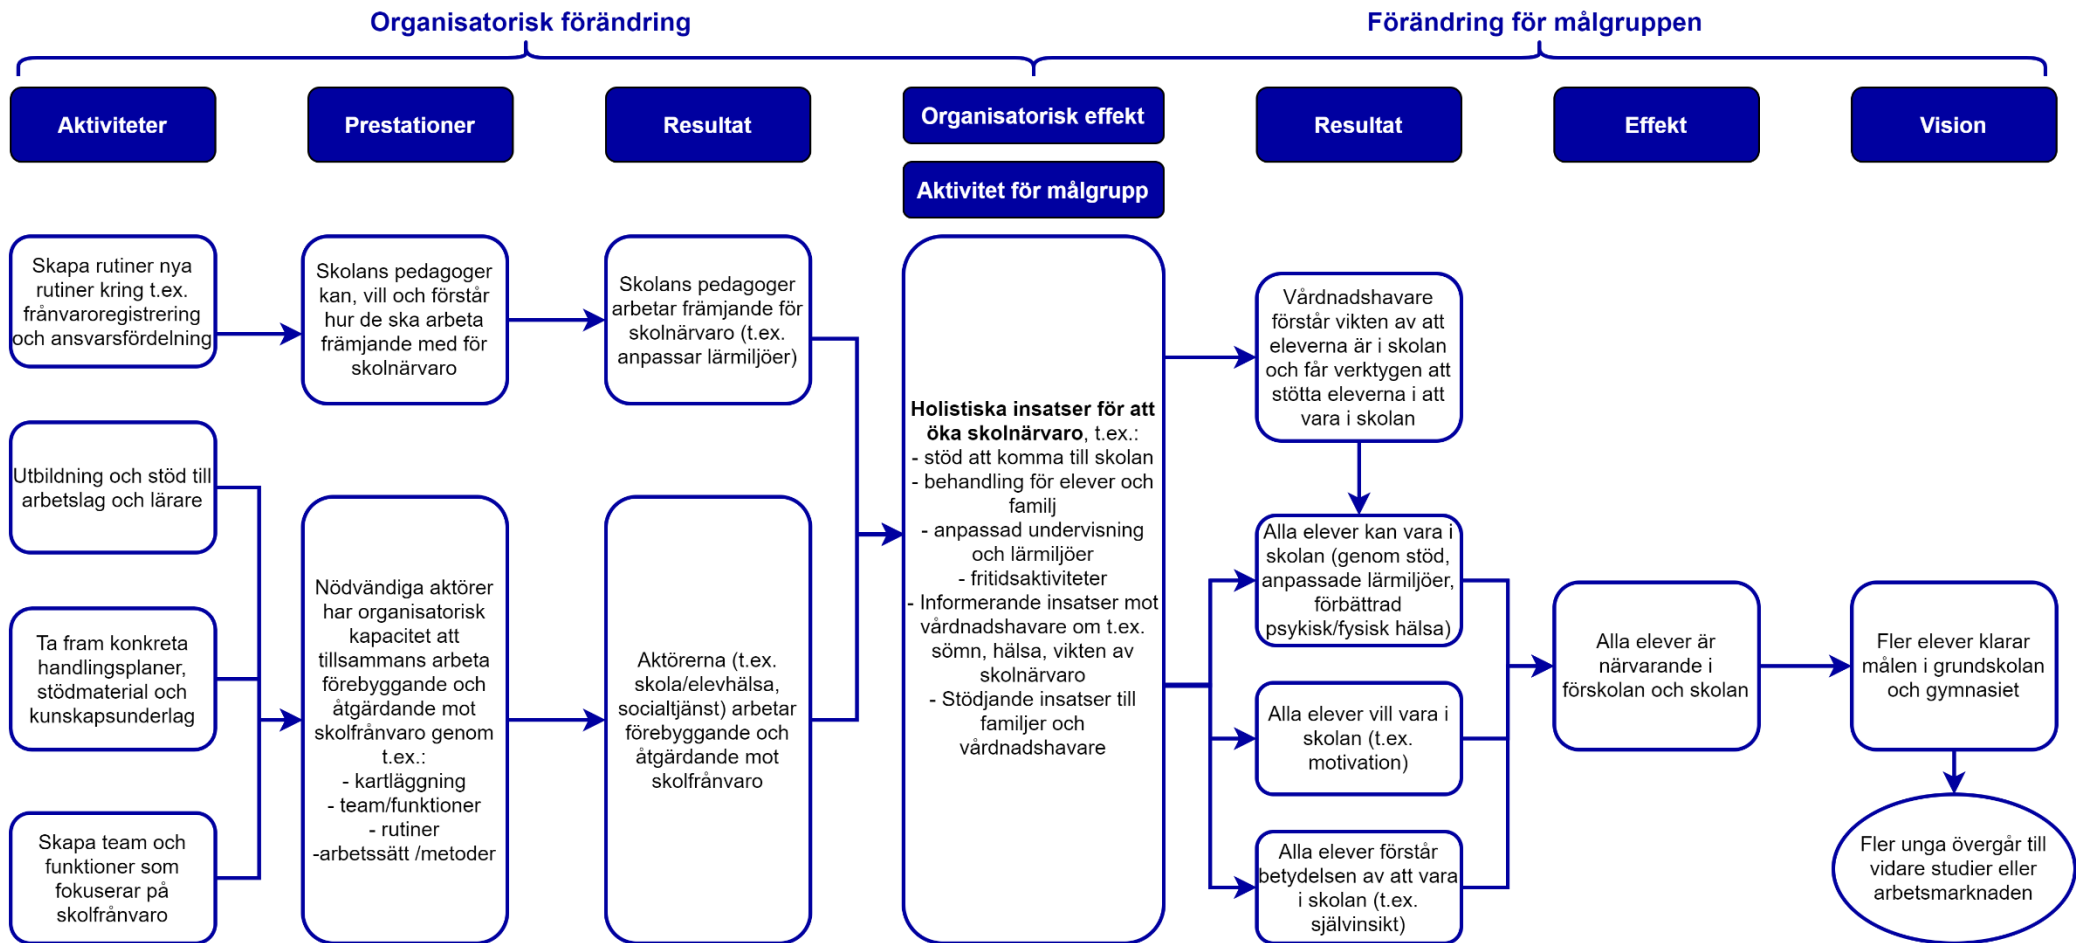 Organisatorisk förändring
Förändring för målgruppen
Aktiviteter
Prestationer
Resultat
Organisatorisk effekt
Aktivitet för målgrupp
Resultat
Effekt
Vision
Skapa rutiner nya
rutiner kring t.ex.
frånvaroregistrering
och ansvarsfördelning
Utbildning och stöd till
arbetslag och lärare
Ta fram konkreta
handlingsplaner,
stödmaterial och
kunskapsunderlag
Skapa team och
funktioner som
fokuserar på
skolfrånvaro
Skolans pedagoger
kan, vill och förstår
hur de ska arbeta
främjande med för
skolnärvaro
Nödvändiga aktörer
har organisatorisk
kapacitet att
tillsammans arbeta
förebyggande och
åtgärdande mot
skolfrånvaro genom
t.ex.:
- kartläggning
- team/funktioner
- rutiner
-arbetssätt /metoder
Skolans pedagoger
arbetar främjande för
skolnärvaro (t.ex.
anpassar lärmiljöer)
Aktörerna (t.ex.
skola/elevhälsa,
socialtjänst) arbetar
förebyggande och
åtgärdande mot
skolfrånvaro
Holistiska insatser för att
öka skolnärvaro, t.ex.:
- stöd att komma till skolan
- behandling för elever och
familj
- anpassad undervisning
och lärmiljöer
- fritidsaktiviteter
- Informerande insatser mot
vårdnadshavare om t.ex.
sömn, hälsa, vikten av
skolnärvaro
- Stödjande insatser till
familjer och
vårdnadshavare
Vårdnadshavare
förstår vikten av att
eleverna är i skolan
och får verktygen att
stötta eleverna i att
vara i skolan
Alla elever kan vara i
skolan (genom stöd,
anpassade lärmiljöer,
förbättrad
psykisk/fysisk hälsa)
Alla elever vill vara i
skolan (t.ex.
motivation)
Alla elever förstår
betydelsen av att vara
i skolan (t.ex.
självinsikt)
Alla elever är
närvarande i
förskolan och skolan
Fler elever klarar
målen i grundskolan
och gymnasiet
Fler unga övergår till
vidare studier eller
arbetsmarknaden